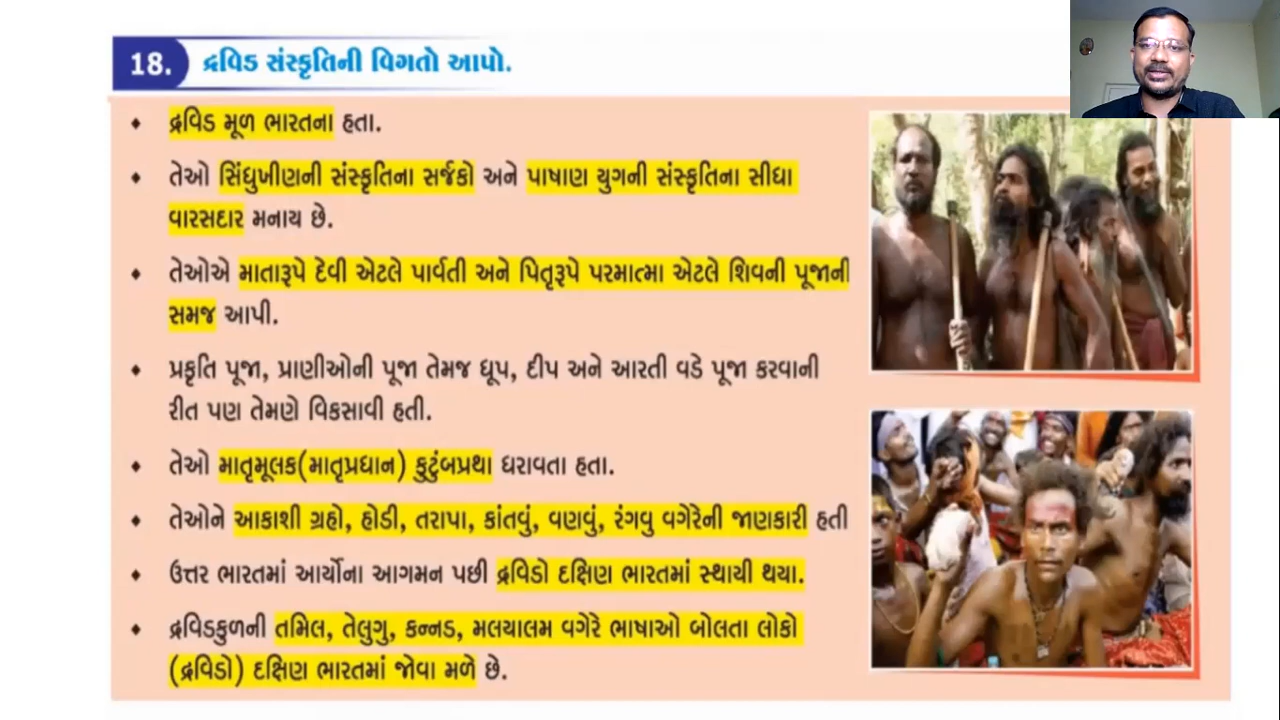 18. દ્રવિડ સંસ્કૃતિની વિગતો આપો.
♦ દ્રવિડ મૂળ ભારતના હતા.
♦ તેઓ સિંધુખીણની સંસ્કૃતિના સર્જકો અને પાષાણ યુગની સંસ્કૃતિના સીધા
વારસદાર મનાય છે.
♦ તેઓએ માતારૂપે દેવી એટલે પાર્વતી અને પિતૃરૂપે પરમાત્મા એટલે શિવની પૂજાની
સમજ આપી.
♦ પ્રકૃતિ પૂજા, પ્રાણીઓની પૂજા તેમજ ધૂપ, દીપ અને આરતી વડે પૂજા કરવાની
રીત પણ તેમણે વિકસાવી હતી.
♦ તેઓ માતૃમૂલક(માતૃપ્રધાન) કુટુંબપ્રથા ધરાવતા હતા.
♦ તેઓને આકાશી ગ્રહો, હોડી, તરાપા, કાંતવું, વણવું, રંગવુ વગેરેની જાણકારી હતી
♦ ઉત્તર ભારતમાં આર્યોના આગમન પછી દ્રવિડો દક્ષિણ ભારતમાં સ્થાયી થયા.
♦ દ્રવિડકુળની તમિલ, તેલુગુ, કન્નડ, મલયાલમ વગેરે ભાષાઓ બોલતા લોકો
(દ્રવિડો) દક્ષિણ ભારતમાં જોવા મળે છે.